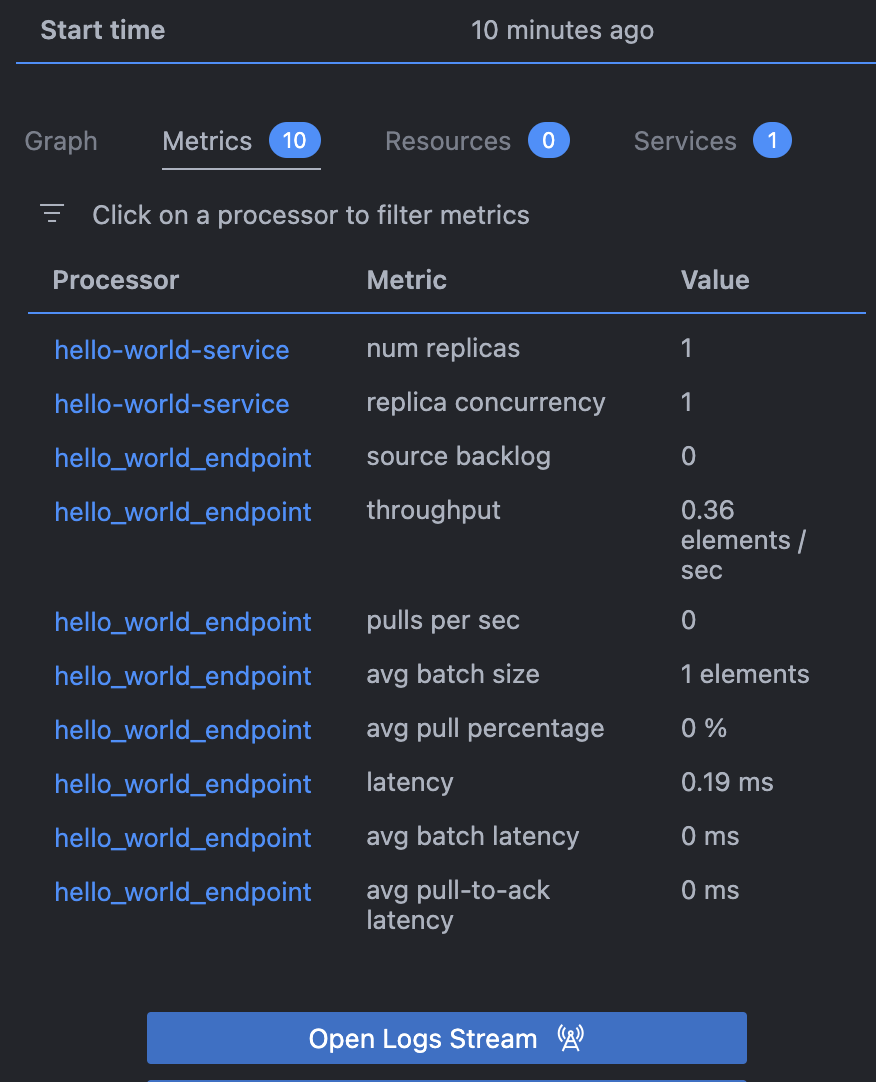 Start time 10 minutes ago
Graph Metrics 10 Resources 0 Services 1
Click on a processor to filter metrics
Processor Metric Value
hello-world-service num replicas 1
hello-world-service replica concurrency 1
hello_world_endpoint source backlog 0
hello_world_endpoint throughput 0.36
elements /
sec
hello_world_endpoint pulls per sec 0
hello_world_endpoint avg batch size 1 elements
hello_world_endpoint avg pull percentage 0 %
hello_world_endpoint latency 0.19 ms
hello_world_endpoint avg batch latency 0 ms
hello_world_endpoint avg pull-to-ack 0 ms
latency
Open Logs Stream